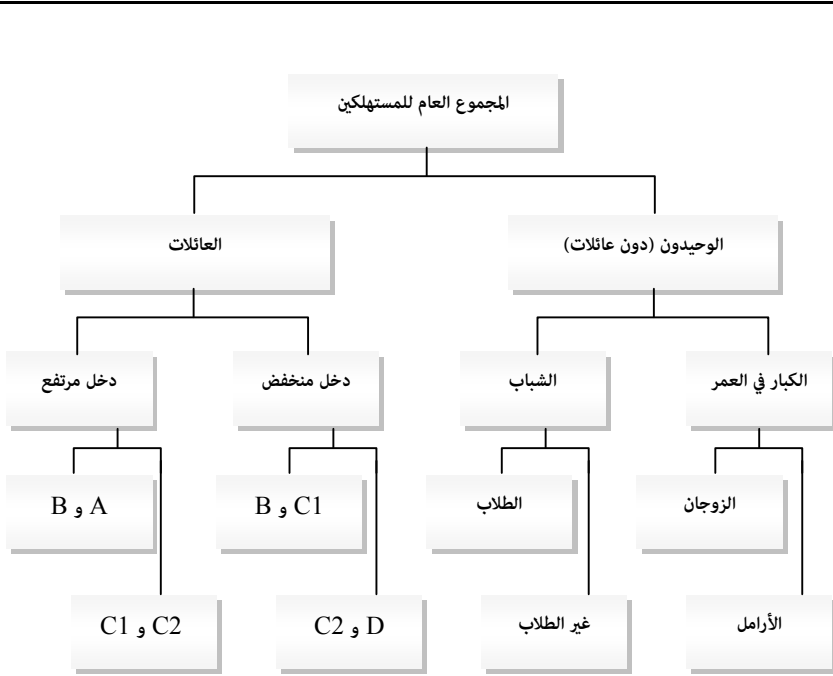 المجموع العام للمستهلكين
الوحيدون (دون عائلات)
العائلات
الكبار في العمر
الشباب
دخل منخفض
دخل مرتفع
الزوجان
الطلاب
C1 و B
A و B
الأرامل
غير الطلاب
D و C2
C2 و C1